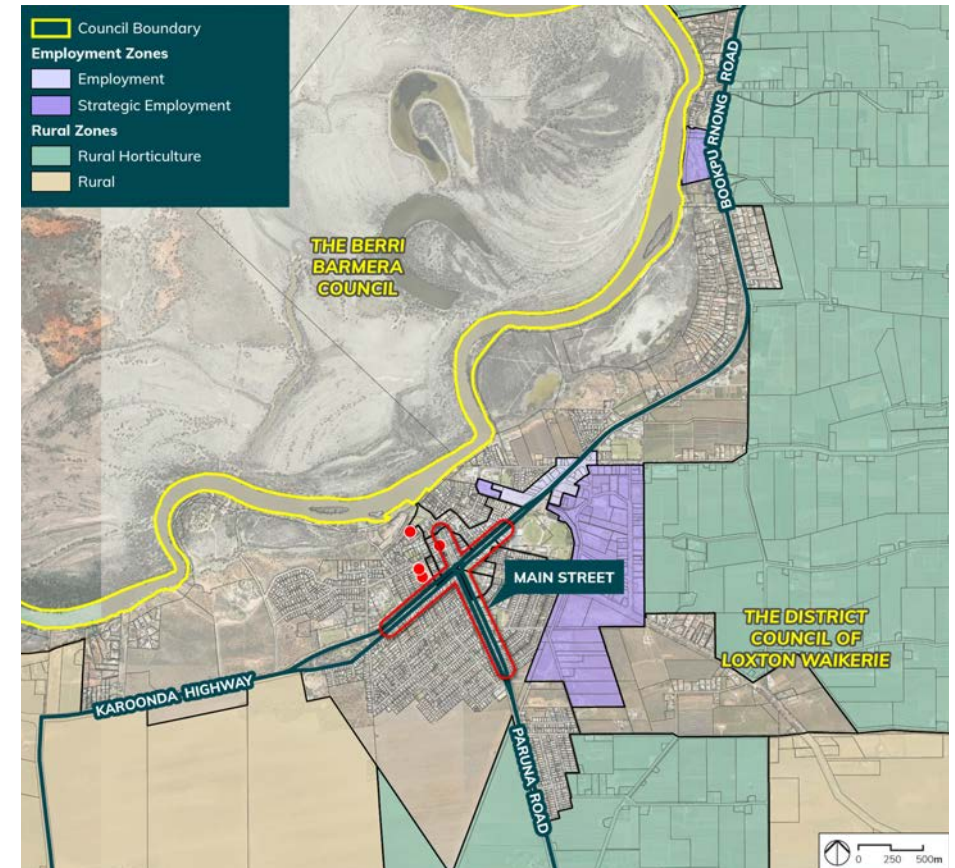 Council Boundary
Employment Zones
Employment
Strategic Employment
Rural Zones
Rural Horticulture
Rural
BOOKPU RNONG ROAD
THE BERRI
BARMERA
COUNCIL
MAIN STREET
THE DISTRICT
COUNCIL OF
LOXTON WAIKERIE
KAROONDA HIGHWAY
PARUNA ROAD
0 250 500m